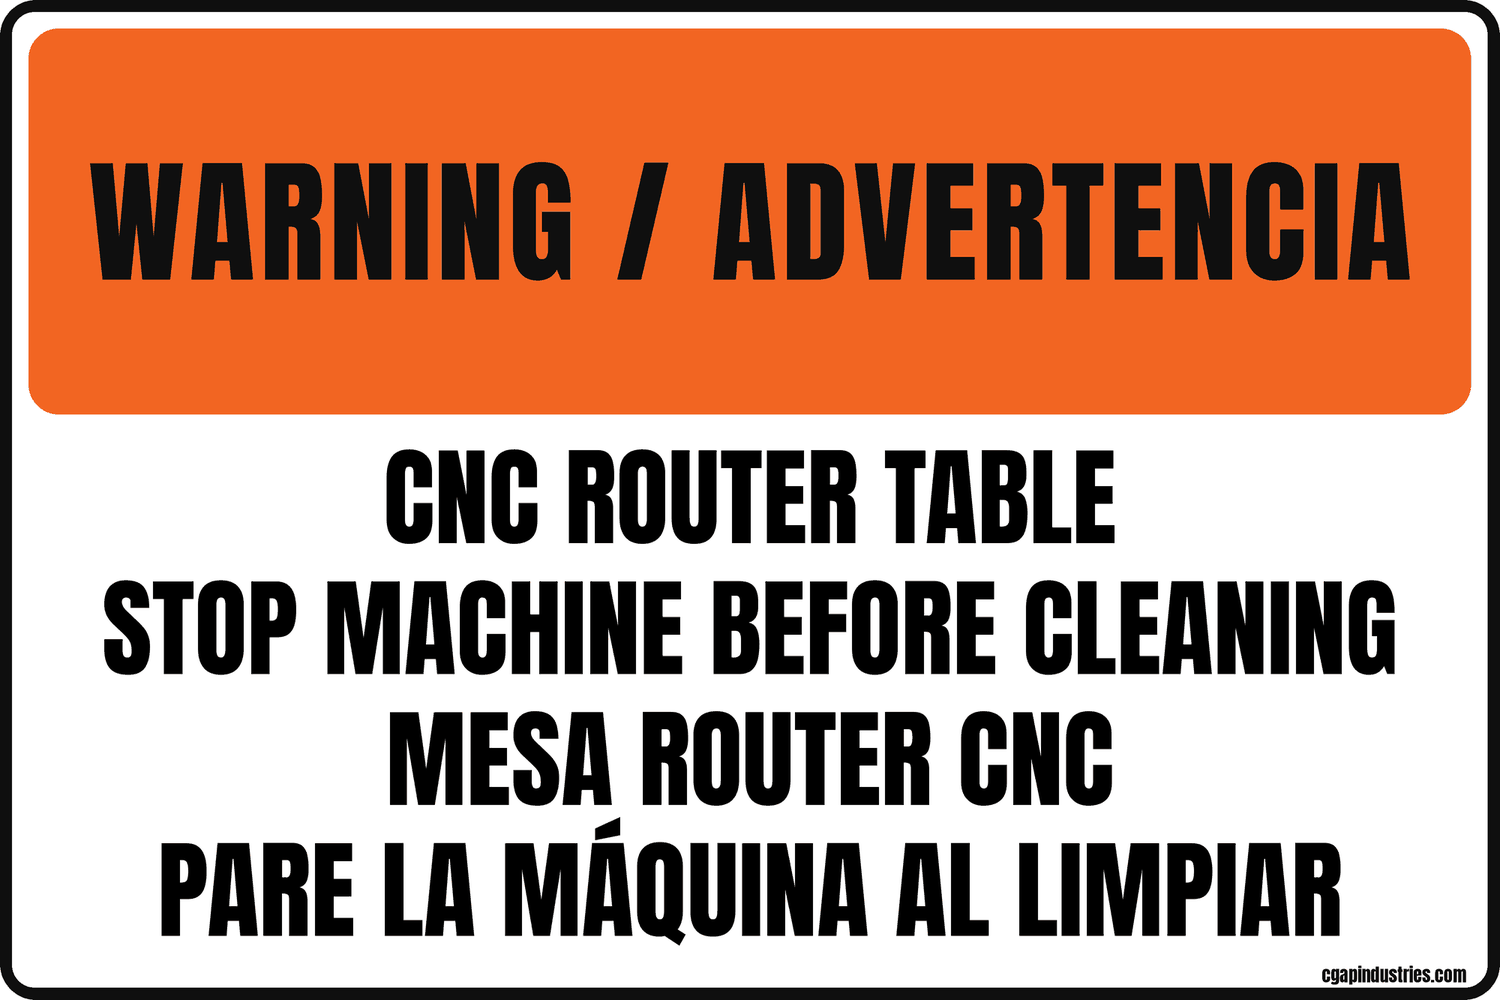 WARNING / ADVERTENCIA
CNC ROUTER TABLE
STOP MACHINE BEFORE CLEANING
MESA ROUTER CNC
PARE LA MÁQUINA AL LIMPIAR
cgapindustries.com